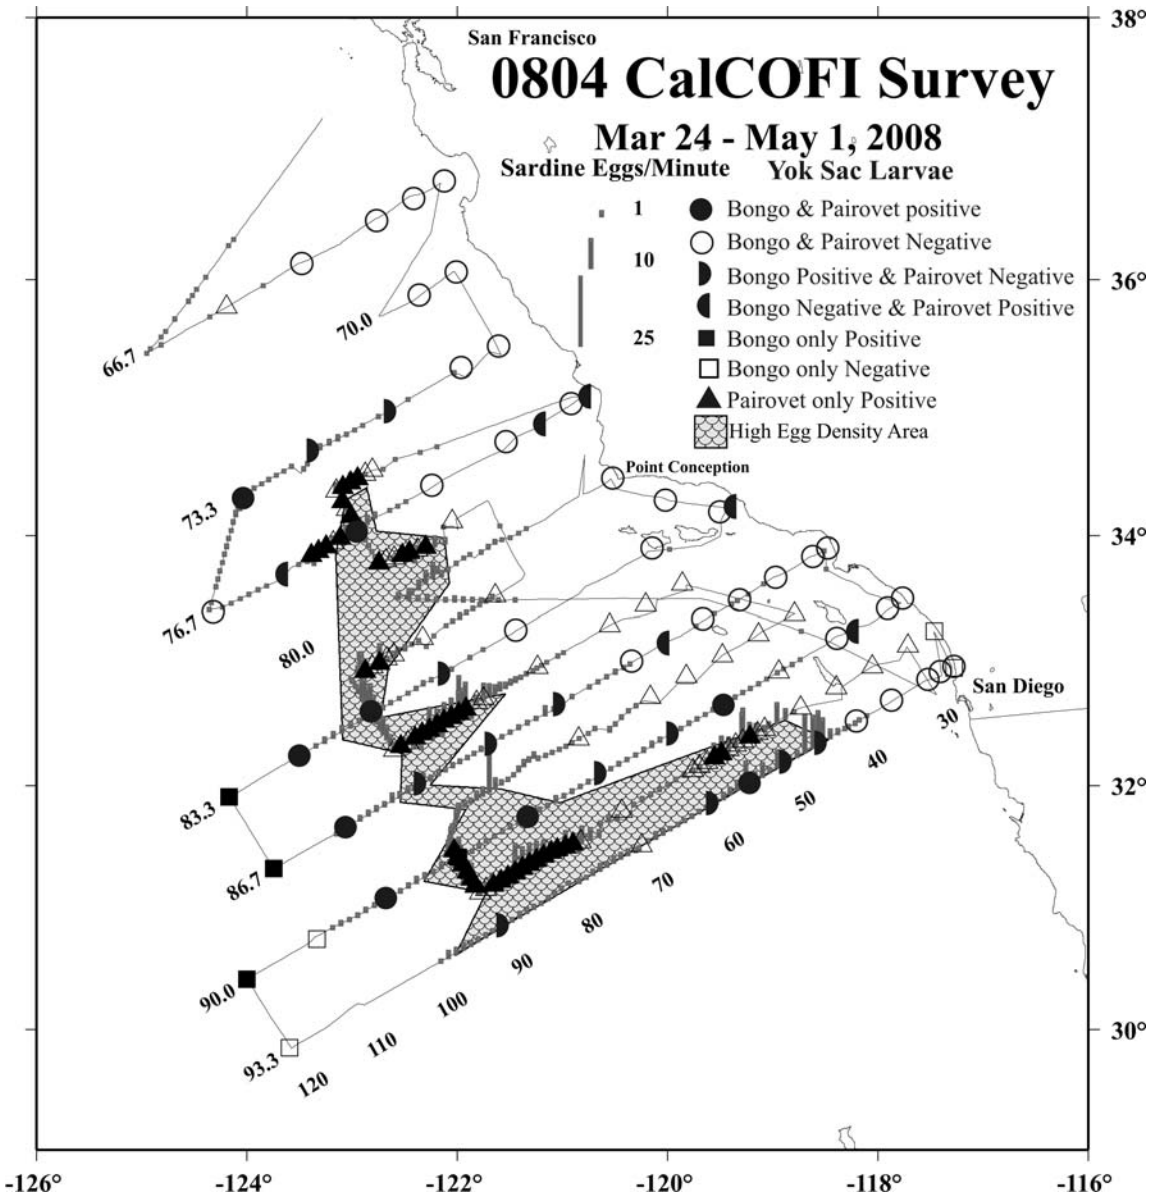 San Francisco
0804 CalCOFI Survey
Mar 24 - May 1, 2008
Sardine Eggs/Minute
Yok Sac Larvae
1
10
25
Bongo & Pairovet positive
Bongo & Pairovet Negative
Bongo Positive & Pairovet Negative
Bongo Negative & Pairovet Positive
Bongo only Positive
Bongo only Negative
Pairovet only Positive
High Egg Density Area
Point Conception
San Diego
66.7
70.0
73.3
76.7
80.0
83.3
86.7
90.0
93.3
30
40
50
60
70
80
90
100
110
120
38°
36°
34°
32°
30°
-126°
-124°
-122°
-120°
-118°
-116°